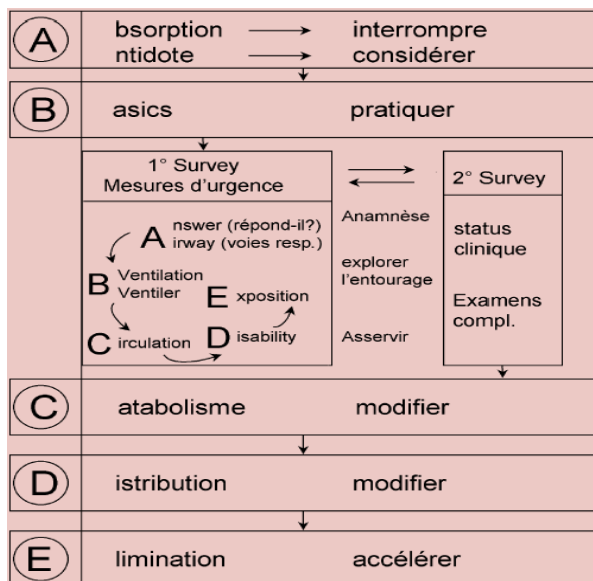 A bsorption → interrompre
ntidote → considérer
B asics pratiquer
1° Survey
Mesures d'urgence
A nswer (répond-il?)
irway (voies resp.)
B Ventilation
Ventiler
C irculation
D isability
E xposition
Anamnèse
explorer
l'entourage
Asservir
2° Survey
status
clinique
Examens
compl.
C atabolisme modifier
D istribution modifier
E limination accélérer